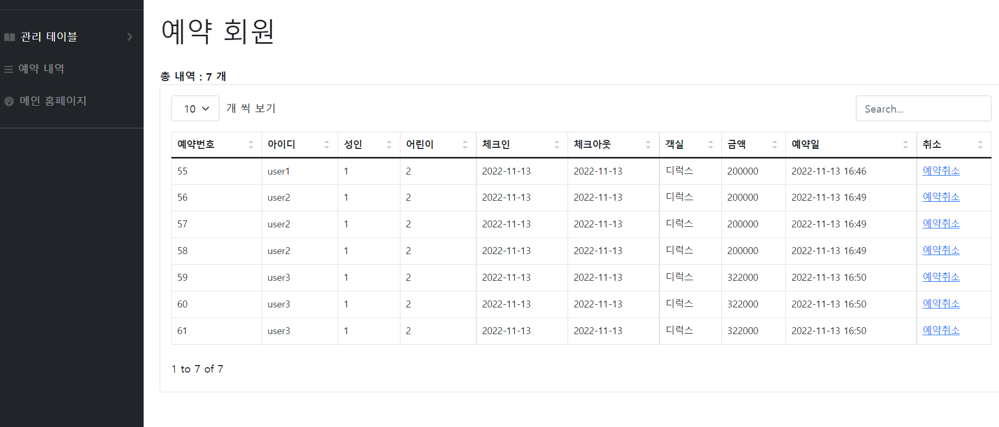 관리 테이블
예약 내역
메인 홈페이지
예약 회원
총 내역 : 7 개
10 개 씩 보기
Search...
예약번호 아이디 성인 어린이 체크인 체크아웃 객실 금액 예약일 취소
55 user1 1 2 2022-11-13 2022-11-13 디럭스 200000 2022-11-13 16:46 예약취소
56 user2 1 2 2022-11-13 2022-11-13 디럭스 200000 2022-11-13 16:49 예약취소
57 user2 1 2 2022-11-13 2022-11-13 디럭스 200000 2022-11-13 16:49 예약취소
58 user2 1 2 2022-11-13 2022-11-13 디럭스 200000 2022-11-13 16:49 예약취소
59 user3 1 2 2022-11-13 2022-11-13 디럭스 322000 2022-11-13 16:50 예약취소
60 user3 1 2 2022-11-13 2022-11-13 디럭스 322000 2022-11-13 16:50 예약취소
61 user3 1 2 2022-11-13 2022-11-13 디럭스 322000 2022-11-13 16:50 예약취소
1 to 7 of 7